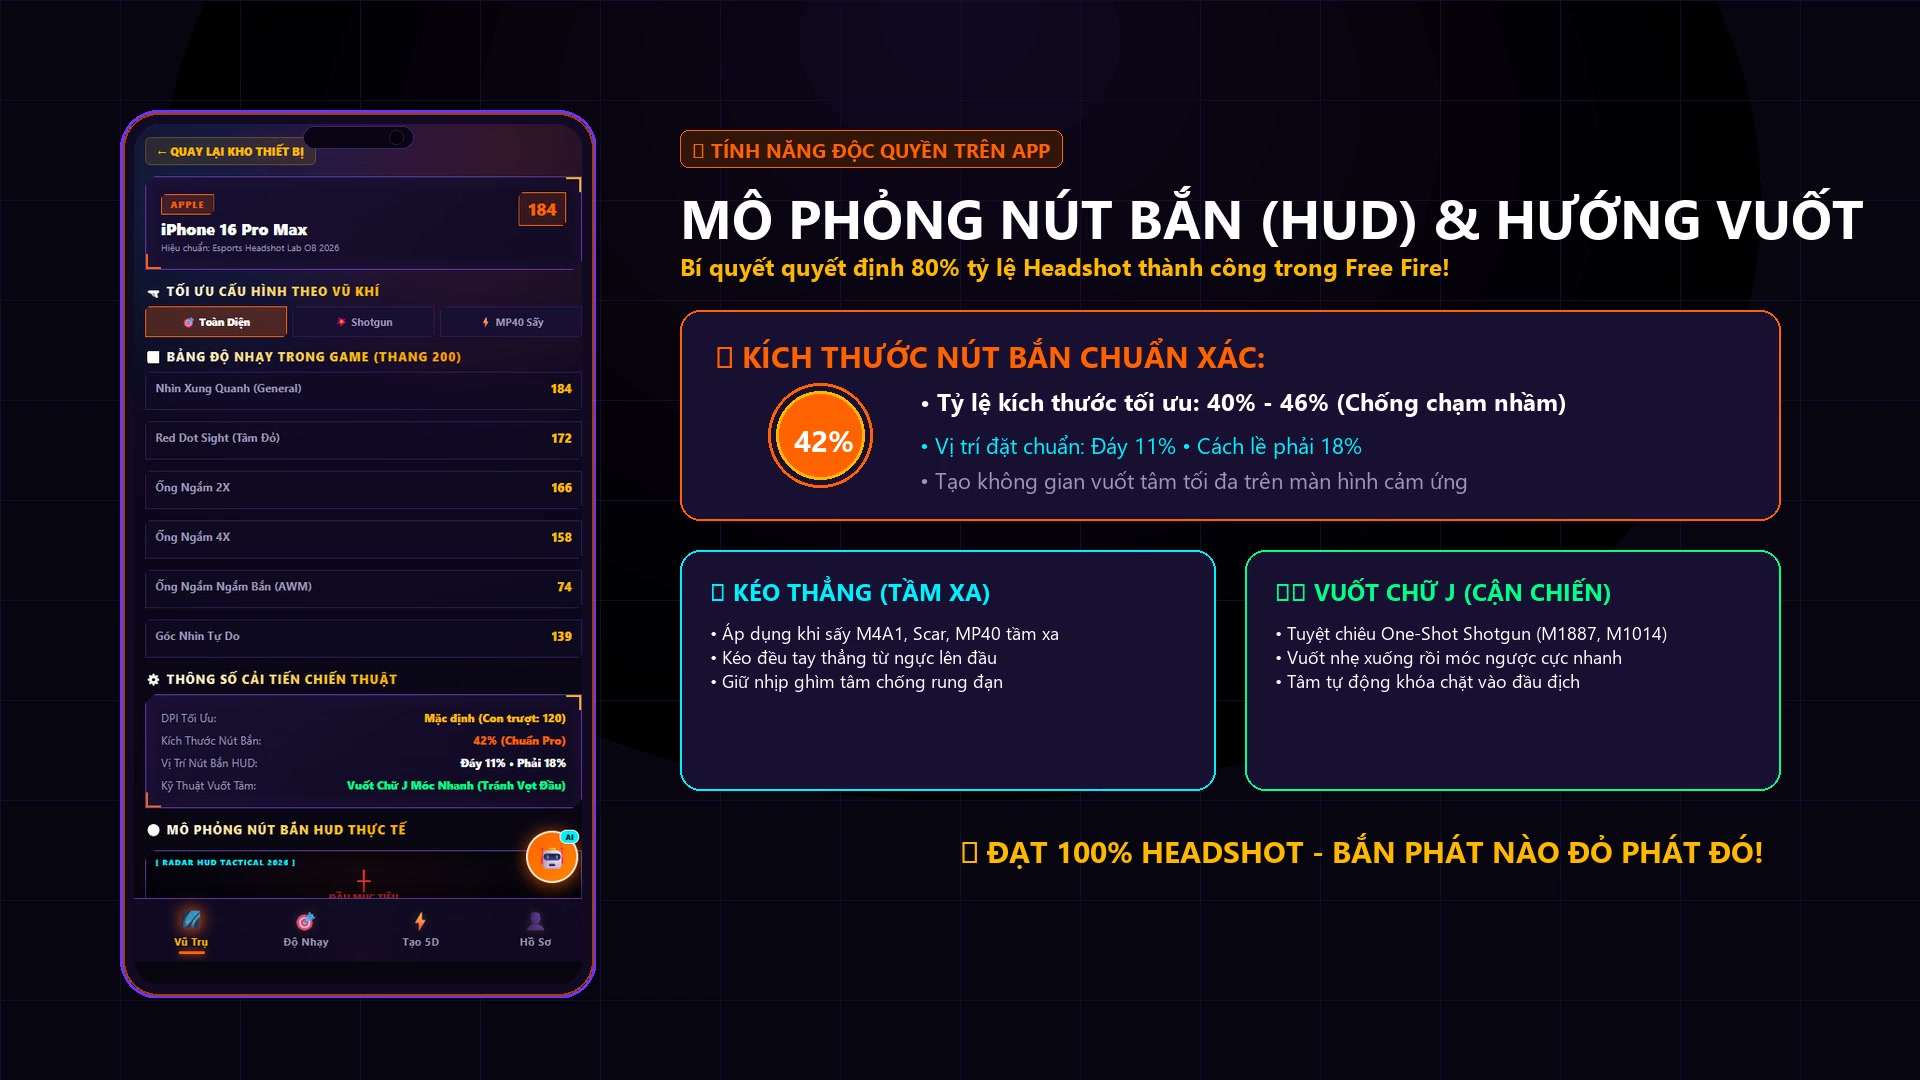 ← QUAY LẠI KHO THIẾT BỊ
APPLE
184
iPhone 16 Pro Max
Hiệu chuẩn: Esports Headshot Lab OB 2026
TỐI ƯU CẤU HÌNH THEO VŨ KHÍ
Toàn Diện
Shotgun
MP40 Sấy
BẢNG ĐỘ NHẠY TRONG GAME (THANG 200)
Nhìn Xung Quanh (General) 184
Red Dot Sight (Tâm Đỏ) 172
Ống Ngắm 2X 166
Ống Ngắm 4X 158
Ống Ngắm Ngắm Bắn (AWM) 74
Góc Nhìn Tự Do 139
THÔNG SỐ CẢI TIẾN CHIẾN THUẬT
DPI Tối Ưu: Mặc định (Con trượt: 120)
Kích Thước Nút Bắn: 42% (Chuẩn Pro)
Vị Trí Nút Bắn HUD: Đáy 11% • Phải 18%
Kỹ Thuật Vuốt Tâm: Vuốt Chữ J Móc Nhanh (Tránh Vọt Đầu)
MÔ PHỎNG NÚT BẮN HUD THỰC TẾ
AI
[ RADAR HUD TACTICAL 2026 ]
ĐẦU MỤC TIÊU
Vũ Trụ
Độ Nhạy
Tạo 5D
Hồ Sơ
TÍNH NĂNG ĐỘC QUYỀN TRÊN APP
MÔ PHỎNG NÚT BẮN (HUD) & HƯỚNG VUỐT
Bí quyết quyết định 80% tỷ lệ Headshot thành công trong Free Fire!
KÍCH THƯỚC NÚT BẮN CHUẨN XÁC:
42%
• Tỷ lệ kích thước tối ưu: 40% - 46% (Chống chạm nhầm)
• Vị trí đặt chuẩn: Đáy 11% • Cách lề phải 18%
• Tạo không gian vuốt tâm tối đa trên màn hình cảm ứng
KÉO THẲNG (TẦM XA)
• Áp dụng khi sấy M4A1, Scar, MP40 tầm xa
• Kéo đều tay thẳng từ ngực lên đầu
• Giữ nhịp ghìm tâm chống rung đạn
VUỐT CHỮ J (CẬN CHIẾN)
• Tuyệt chiêu One-Shot Shotgun (M1887, M1014)
• Vuốt nhẹ xuống rồi móc ngược cực nhanh
• Tâm tự động khóa chặt vào đầu địch
ĐẠT 100% HEADSHOT - BẮN PHÁT NÀO ĐỎ PHÁT ĐÓ!